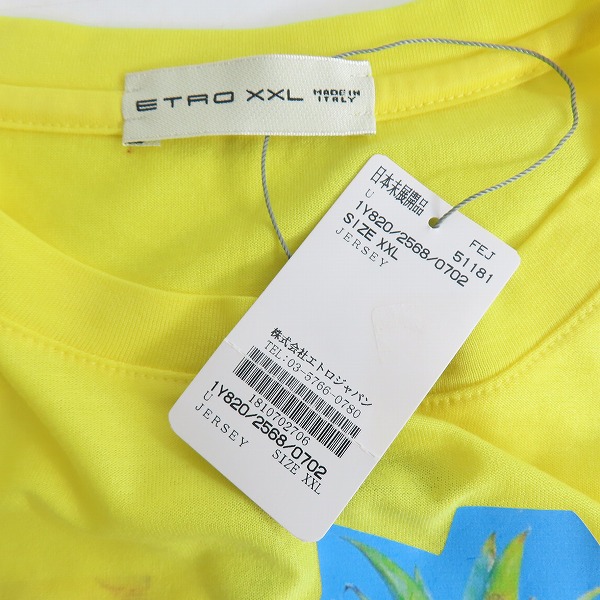 ETRO XXL MADE IN
ITALY
日本未展開品
U FEJ
1Y820/2568/0702 51181
SIZE XXL
JERSEY
株式会社エトロジャパン
TEL:03-5766-0780
1810702706
1Y820/2568/0702
U
JERSEY SIZE XXL